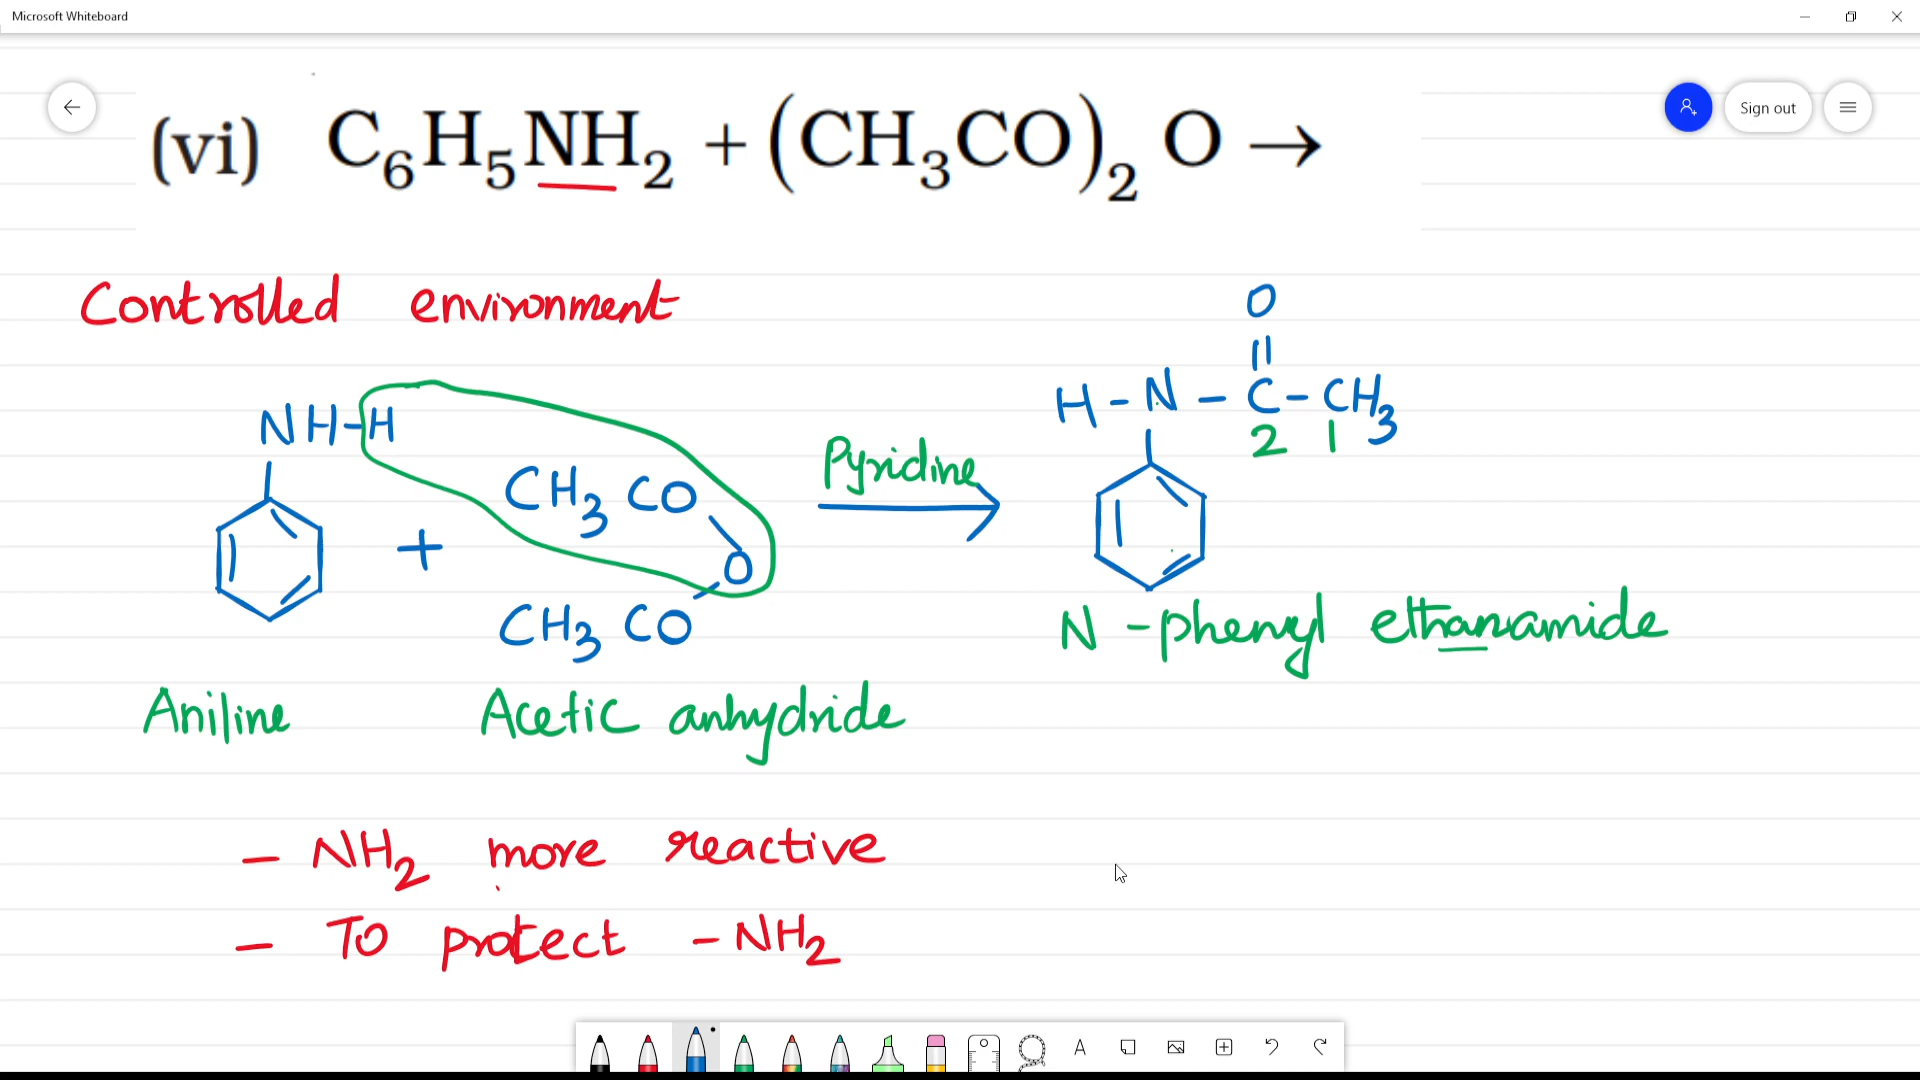 Microsoft Whiteboard
Sign out
(vi) C₆H₅NH₂ + (CH₃CO)₂ O →
Controlled environment
NH-H
CH₃ CO
O
CH₃ CO
+
Pyridine
O
H - N - C - CH₃
2 1
N - phenyl ethanamide
Aniline Acetic anhydride
- NH₂ more reactive
- To protect - NH₂
A